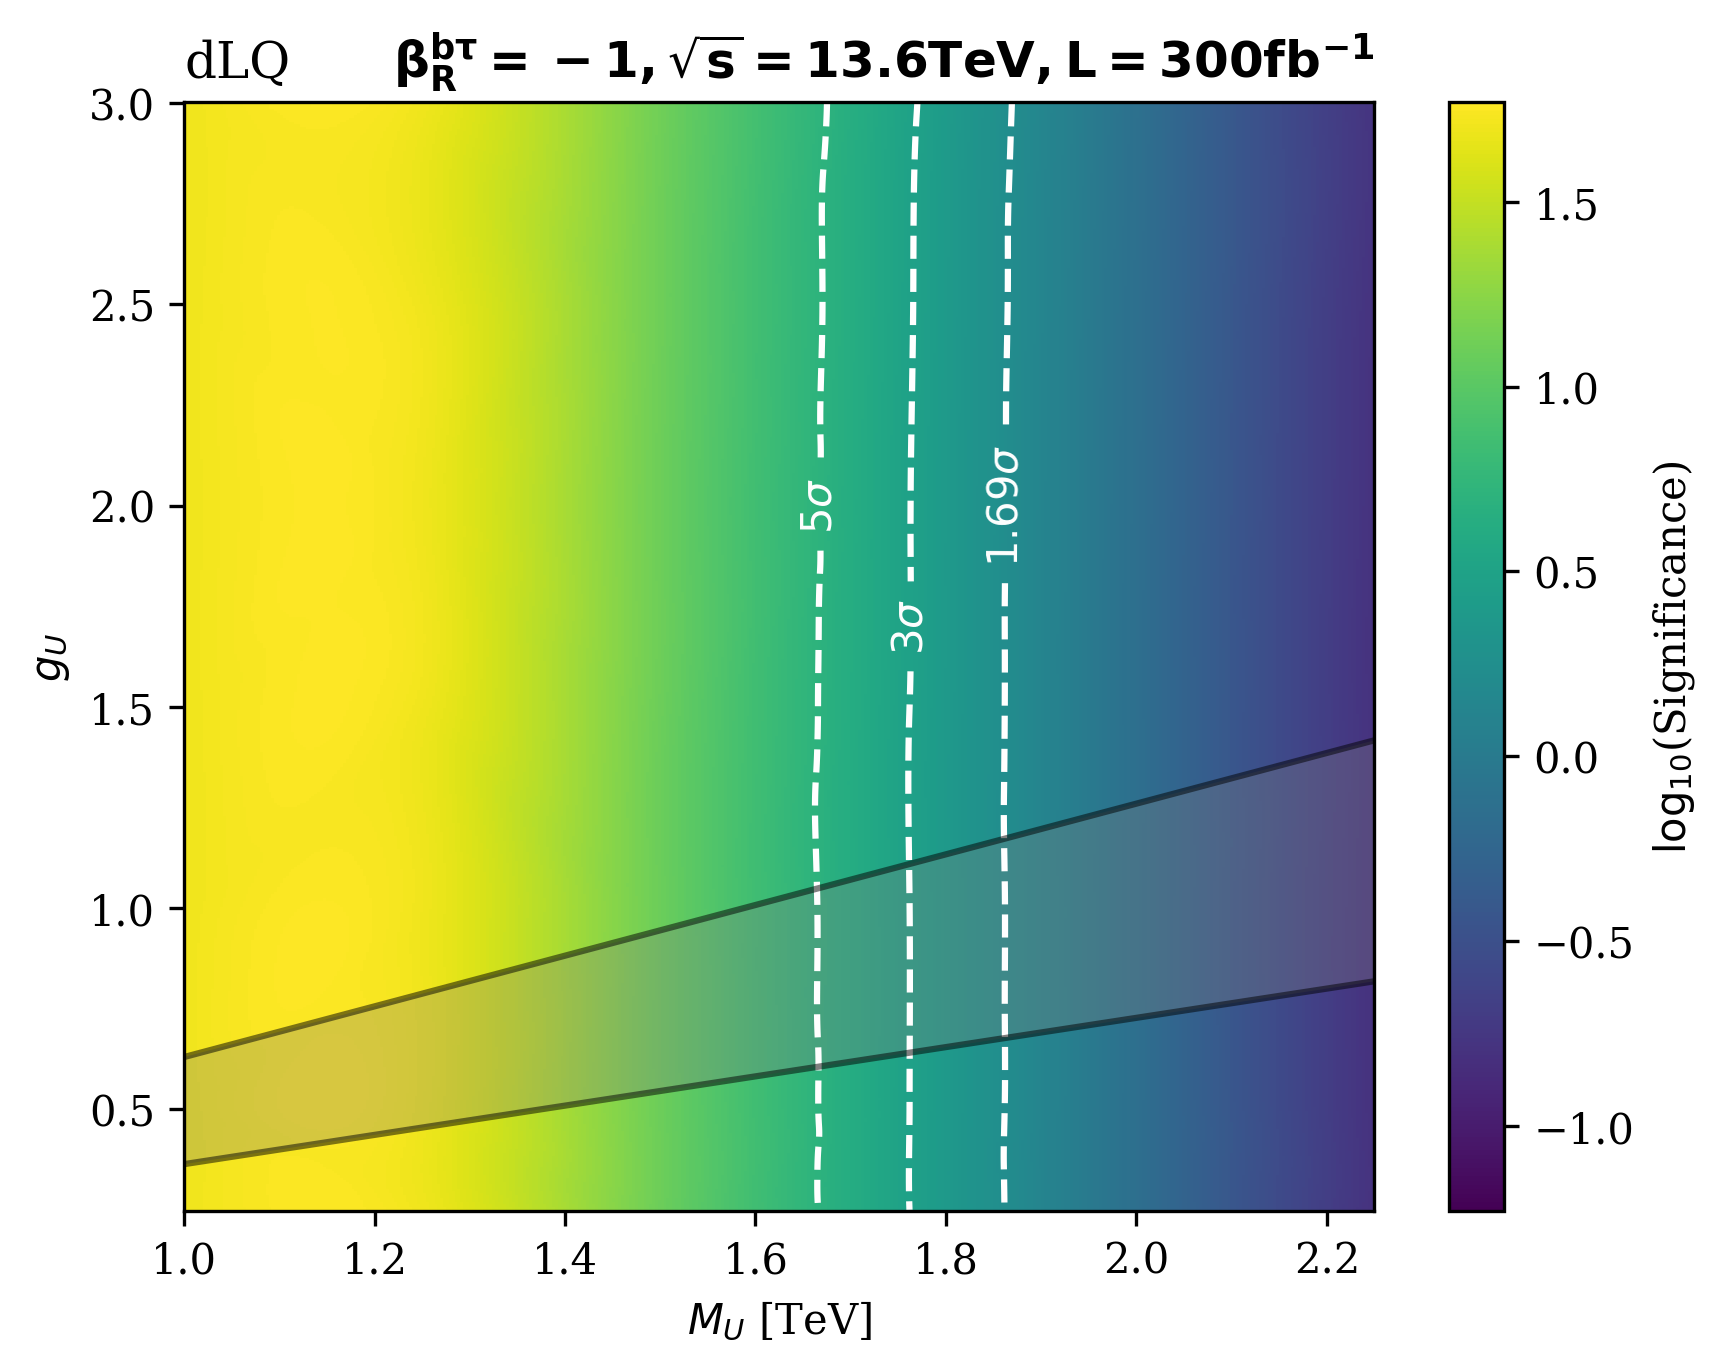 dLQ β_R^{bτ} = −1, √s = 13.6TeV, L = 300fb⁻¹
3.0
2.5
2.0
1.5
1.0
0.5
g_U
5σ
3σ
1.69σ
1.0 1.2 1.4 1.6 1.8 2.0 2.2
M_U [TeV]
1.5
1.0
0.5
0.0
−0.5
−1.0
log₁₀(Significance)